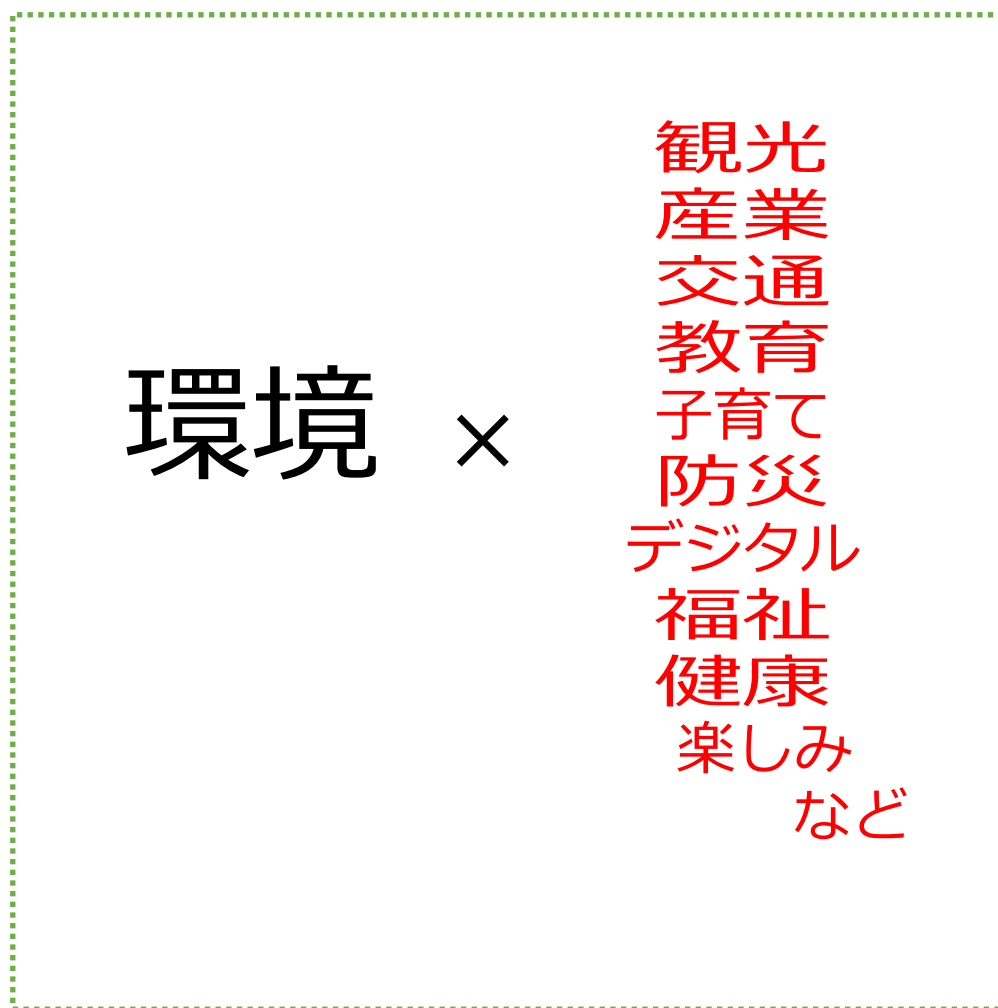 環境 ×
観光
産業
交通
教育
子育て
防災
デジタル
福祉
健康
楽しみ
など